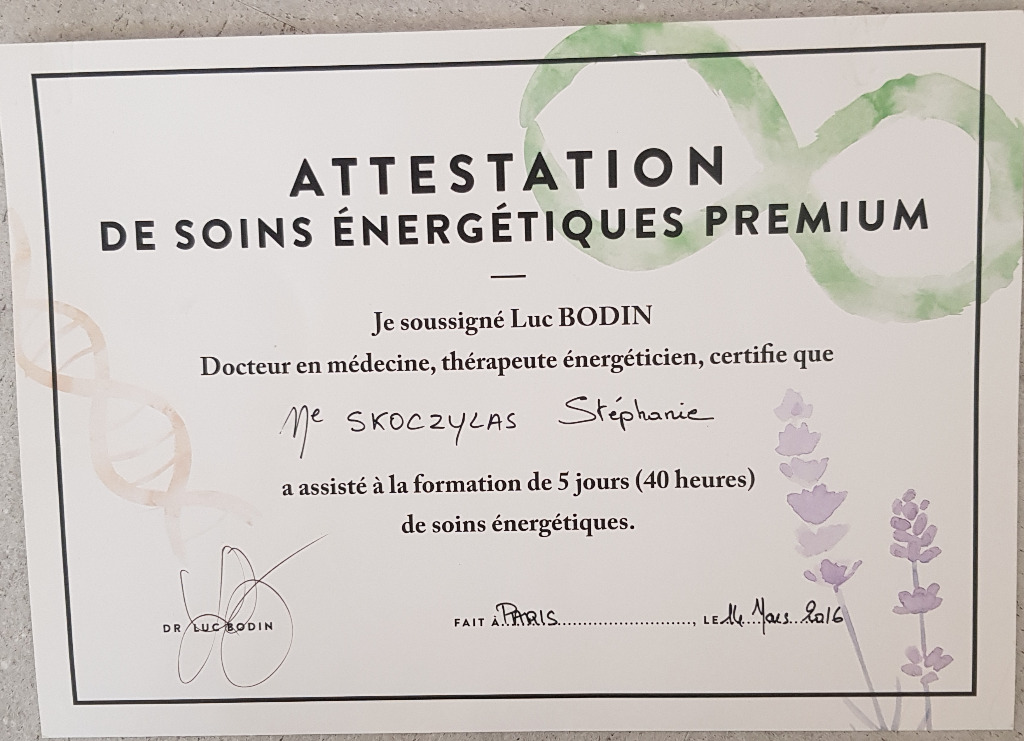 ATTESTATION
DE SOINS ÉNERGÉTIQUES PREMIUM
Je soussigné Luc BODIN
Docteur en médecine, thérapeute énergéticien, certifie que
Me SKOCZYLAS Stéphanie
a assisté à la formation de 5 jours (40 heures)
de soins énergétiques.
DR LUC BODIN
FAIT À PARIS........................, LE 14 Mars 2016